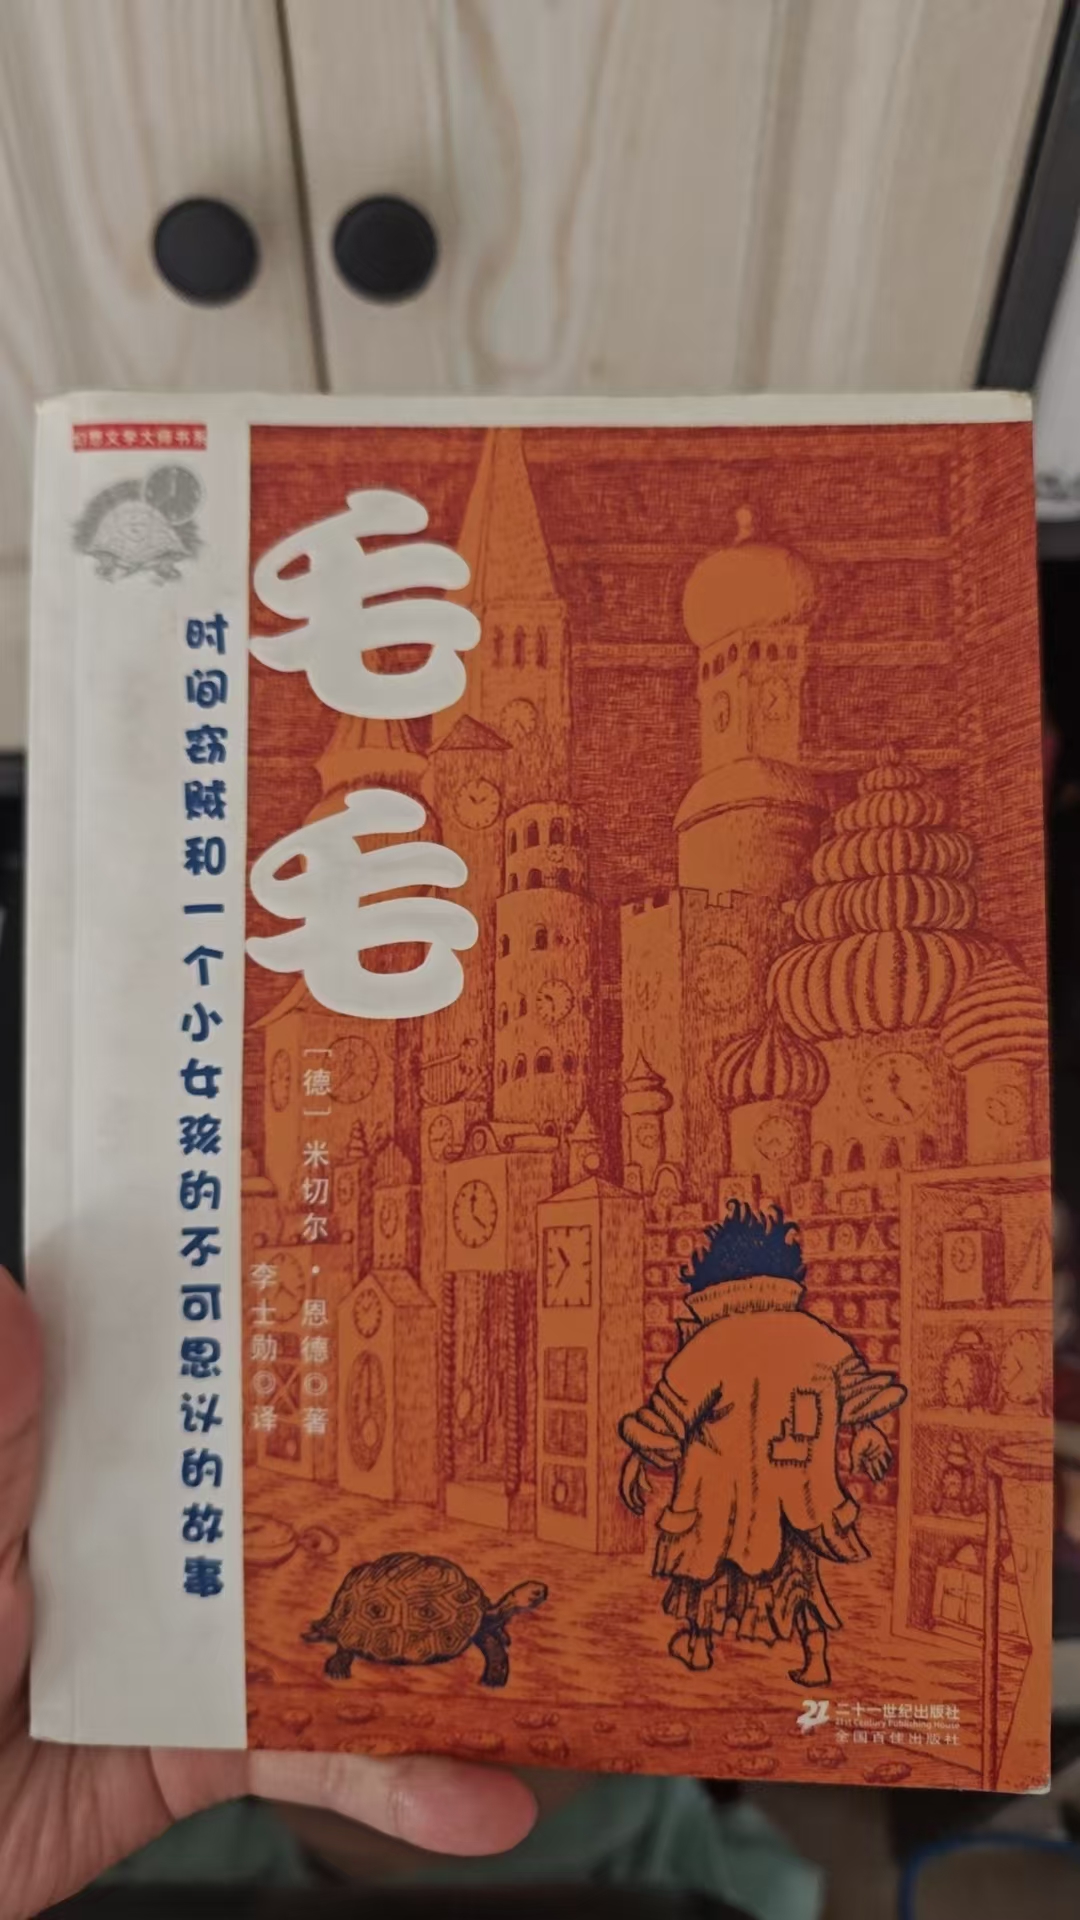 幻想文学大师书系
毛毛
时间窃贼和一个小女孩的不可思议的故事
[德]米切尔·恩德◎著
李士勋◎译
21
二十一世纪出版社
21st Century Publishing House
全国百佳出版社